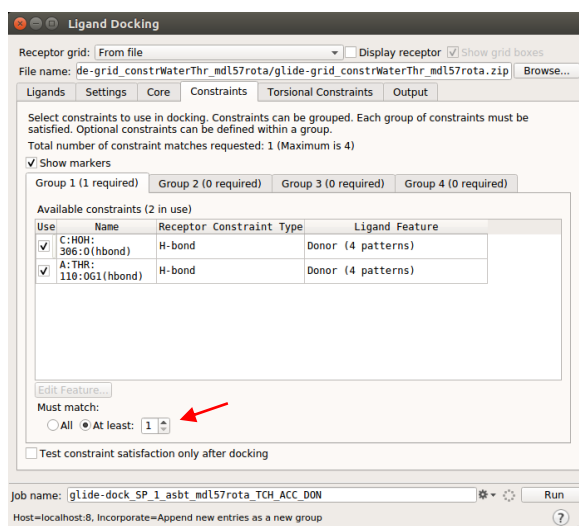 Ligand Docking
Receptor grid: From file Display receptor Show grid boxes
File name: de-grid_constrWaterThr_mdl57rota/glide-grid_constrWaterThr_mdl57rota.zip Browse...
Ligands Settings Core Constraints Torsional Constraints Output
Select constraints to use in docking. Constraints can be grouped. Each group of constraints must be
satisfied. Optional constraints can be defined within a group.
Total number of constraint matches requested: 1 (Maximum is 4)
Show markers
Group 1 (1 required) Group 2 (0 required) Group 3 (0 required) Group 4 (0 required)
Available constraints (2 in use)
Use Name Receptor Constraint Type Ligand Feature
C:HOH:
306:O(hbond) H-bond Donor (4 patterns)
A:THR:
110:OG1(hbond) H-bond Donor (4 patterns)
Edit Feature...
Must match:
All At least: 1
Test constraint satisfaction only after docking
Job name: glide-dock_SP_1_asbt_mdl57rota_TCH_ACC_DON Run
Host=localhost:8, Incorporate=Append new entries as a new group ?